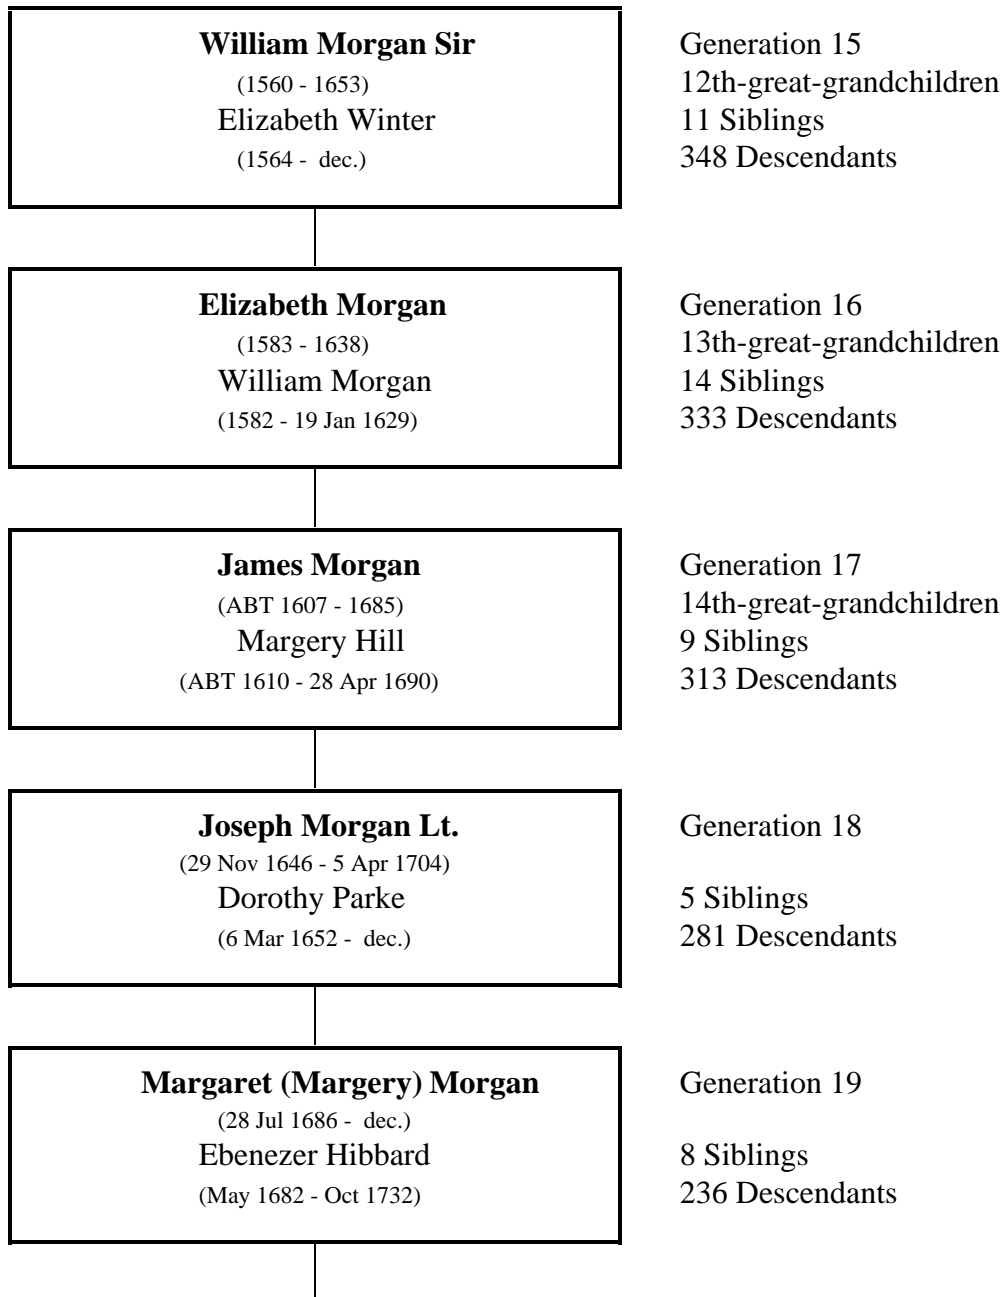 William Morgan Sir
Generation 15
(1560 - 1653)
12th-great-grandchildren
Elizabeth Winter
11 Siblings
(1564 -  dec.)
348 Descendants
Elizabeth Morgan
Generation 16
(1583 - 1638)
13th-great-grandchildren
William Morgan
14 Siblings
(1582 - 19 Jan 1629)
333 Descendants
James Morgan
Generation 17
(ABT 1607 - 1685)
14th-great-grandchildren
Margery Hill
9 Siblings
(ABT 1610 - 28 Apr 1690)
313 Descendants
Joseph Morgan Lt.
Generation 18
(29 Nov 1646 - 5 Apr 1704)
Dorothy Parke
5 Siblings
(6 Mar 1652 -  dec.)
281 Descendants
Margaret (Margery) Morgan
Generation 19
(28 Jul 1686 -  dec.)
Ebenezer Hibbard
8 Siblings
(May 1682 - Oct 1732)
236 Descendants